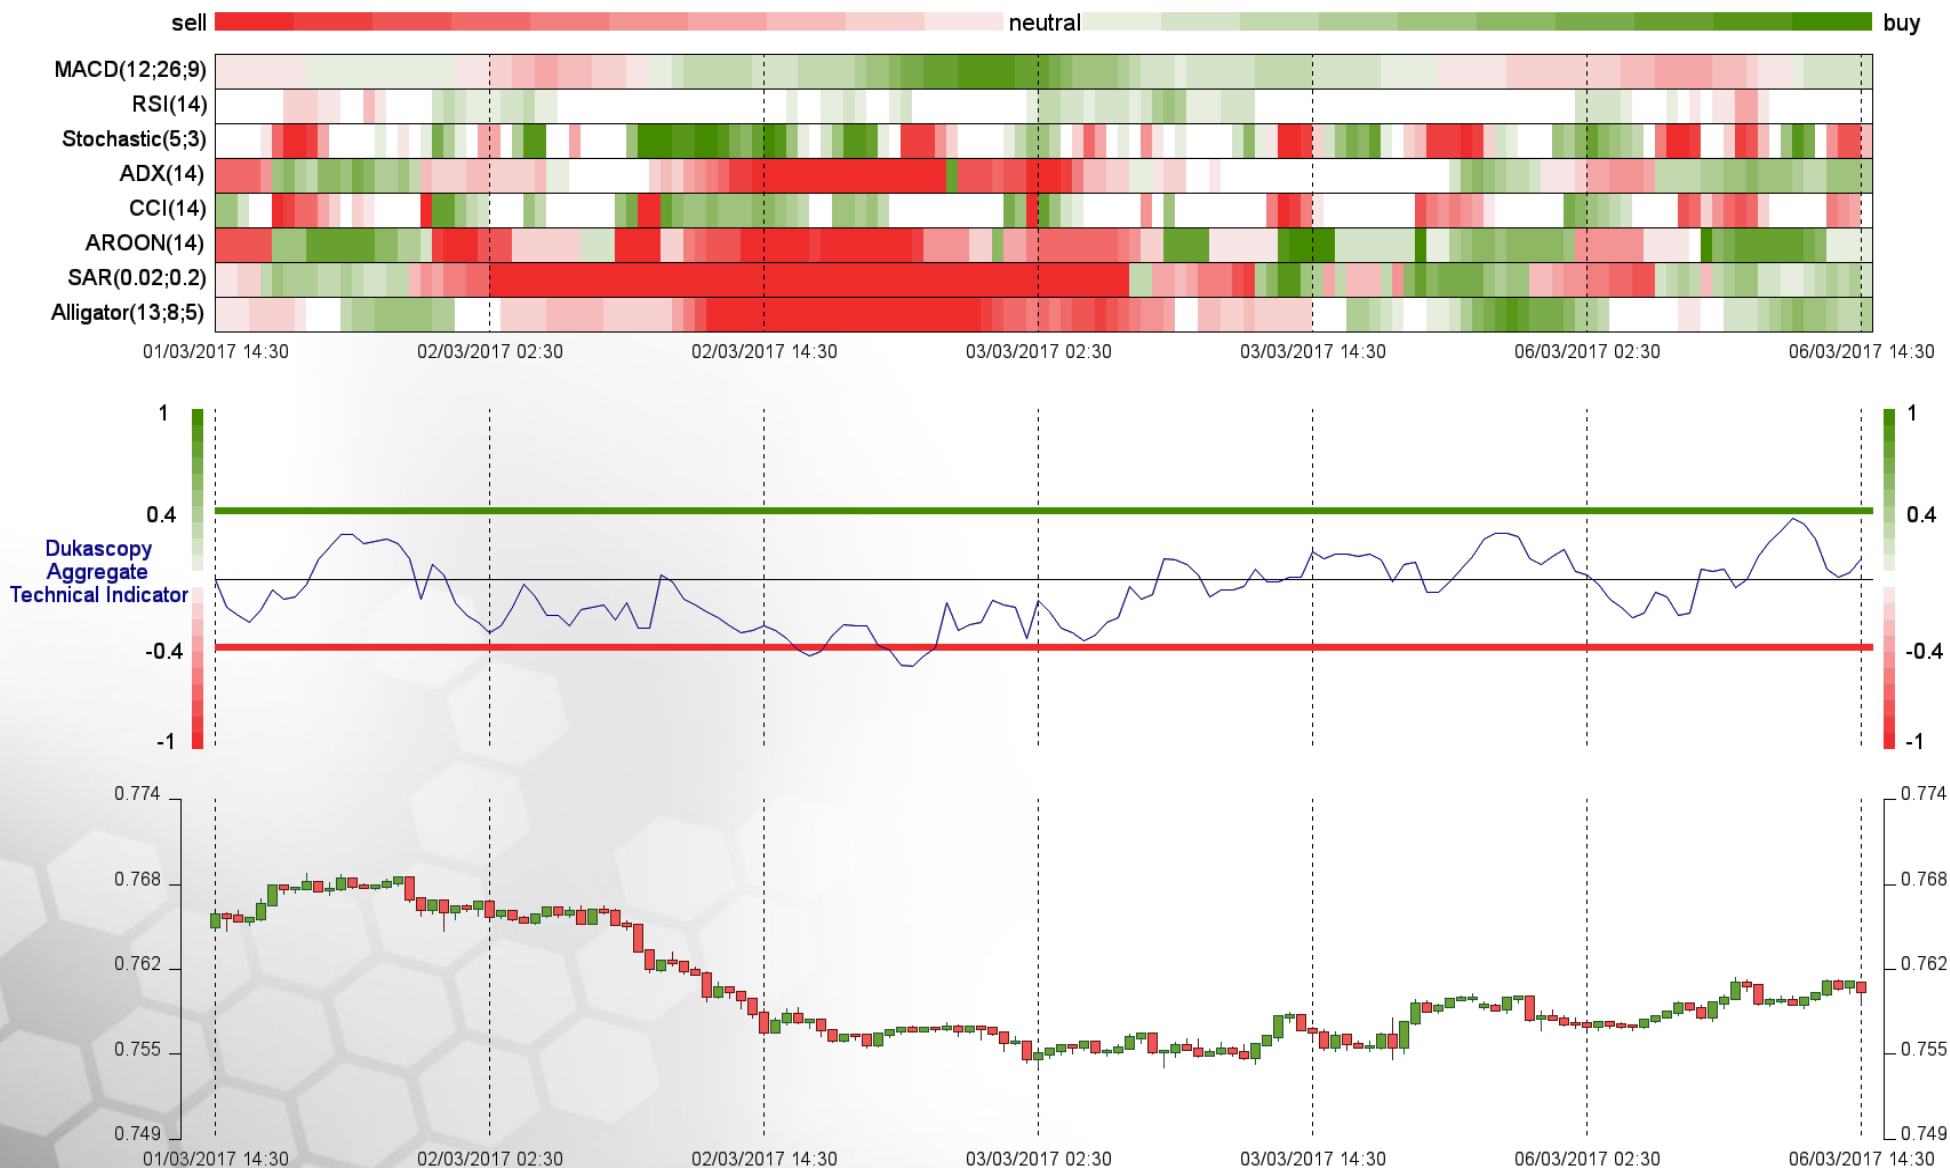 sell neutral buy
MACD(12;26;9)
RSI(14)
Stochastic(5;3)
ADX(14)
CCI(14)
AROON(14)
SAR(0.02;0.2)
Alligator(13;8;5)
01/03/2017 14:30 02/03/2017 02:30 02/03/2017 14:30 03/03/2017 02:30 03/03/2017 14:30 06/03/2017 02:30 06/03/2017 14:30
1 1
0.4 0.4
Dukascopy
Aggregate
Technical Indicator
-0.4 -0.4
-1 -1
0.774 0.774
0.768 0.768
0.762 0.762
0.755 0.755
0.749 0.749
01/03/2017 14:30 02/03/2017 02:30 02/03/2017 14:30 03/03/2017 02:30 03/03/2017 14:30 06/03/2017 02:30 06/03/2017 14:30